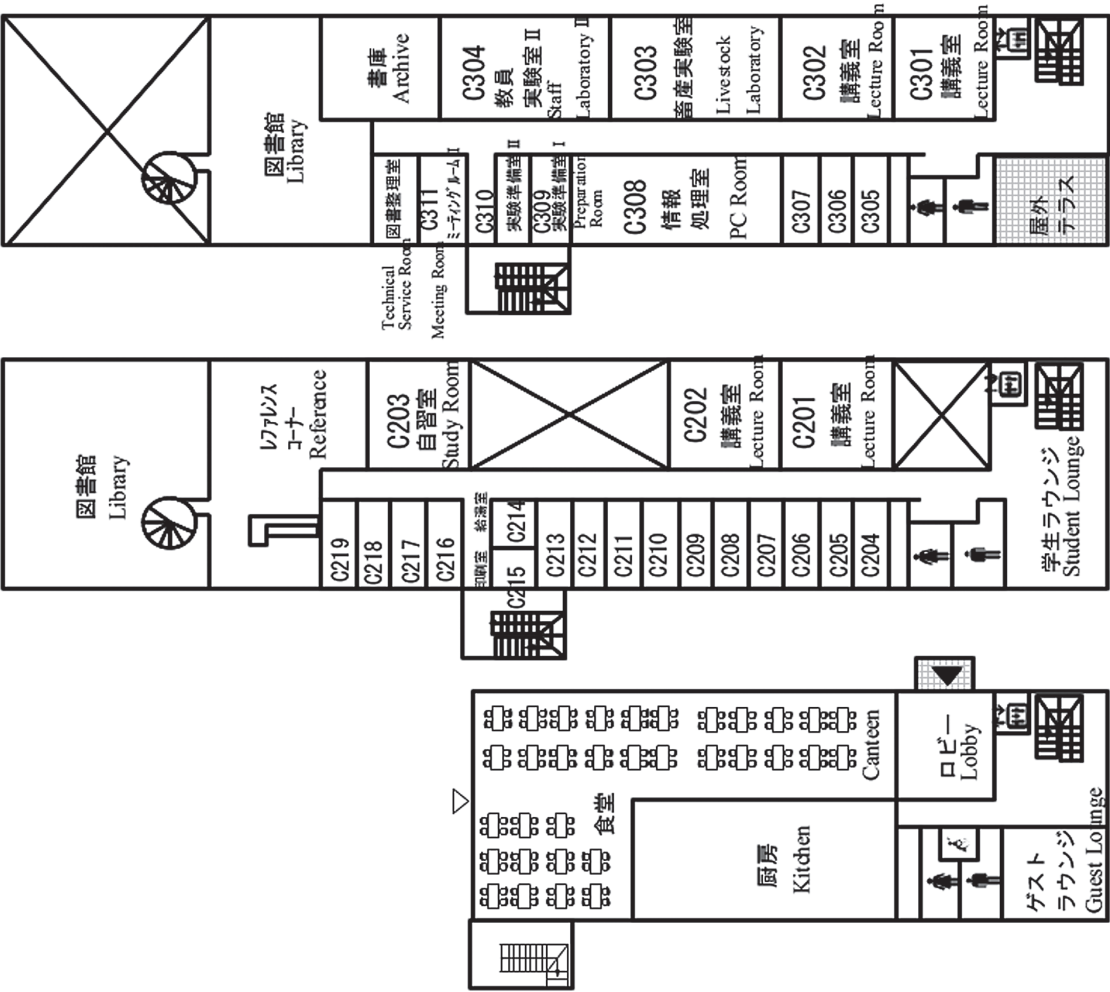 書庫
Archive
C304
教員
実験室Ⅱ
Staff
Laboratory Ⅱ
C303
畜産実験室
Livestock
Laboratory
C302
講義室
Lecture Room
C301
講義室
Lecture Room
図書館
Library
図書整理室
Technical
Service Room
C311
ミーティングルームⅠ
Meeting Room
C310
実験準備室Ⅱ
C309
実験準備室Ⅰ
Preparation
Room
C308
情報
処理室
PC Room
C307
C306
C305
屋外
テラス
図書館
Library
レファレンス
コーナー
Reference
C203
自習室
Study Room
C202
講義室
Lecture Room
C201
講義室
Lecture Room
C219
C218
C217
C216
給湯室
印刷室
C214
C215
C213
C212
C211
C210
C209
C208
C207
C206
C205
C204
学生ラウンジ
Student Lounge
Canteen
食堂
ロビー
Lobby
厨房
Kitchen
ゲスト
ラウンジ
Guest Lounge